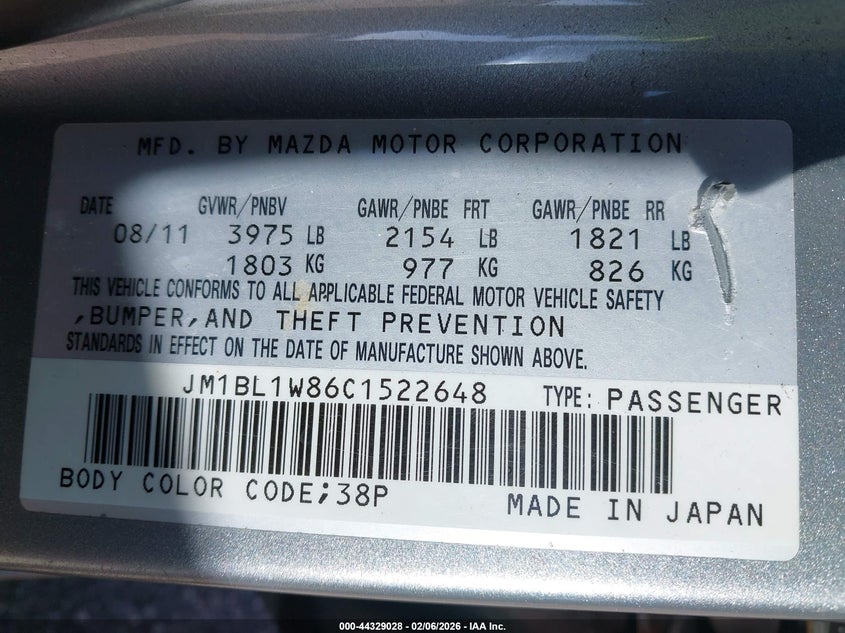 MFD. BY MAZDA MOTOR CORPORATION
DATE GVWR/PNBV GAWR/PNBE FRT GAWR/PNBE RR
08/11 3975 LB 2154 LB 1821 LB
1803 KG 977 KG 826 KG
THIS VEHICLE CONFORMS TO ALL APPLICABLE FEDERAL MOTOR VEHICLE SAFETY
,BUMPER,AND THEFT PREVENTION
STANDARDS IN EFFECT ON THE DATE OF MANUFACTURE SHOWN ABOVE.
JM1BL1W86C1522648 TYPE: PASSENGER
BODY COLOR CODE;38P MADE IN JAPAN
000-44329028 - 02/06/2026 - IAA Inc.